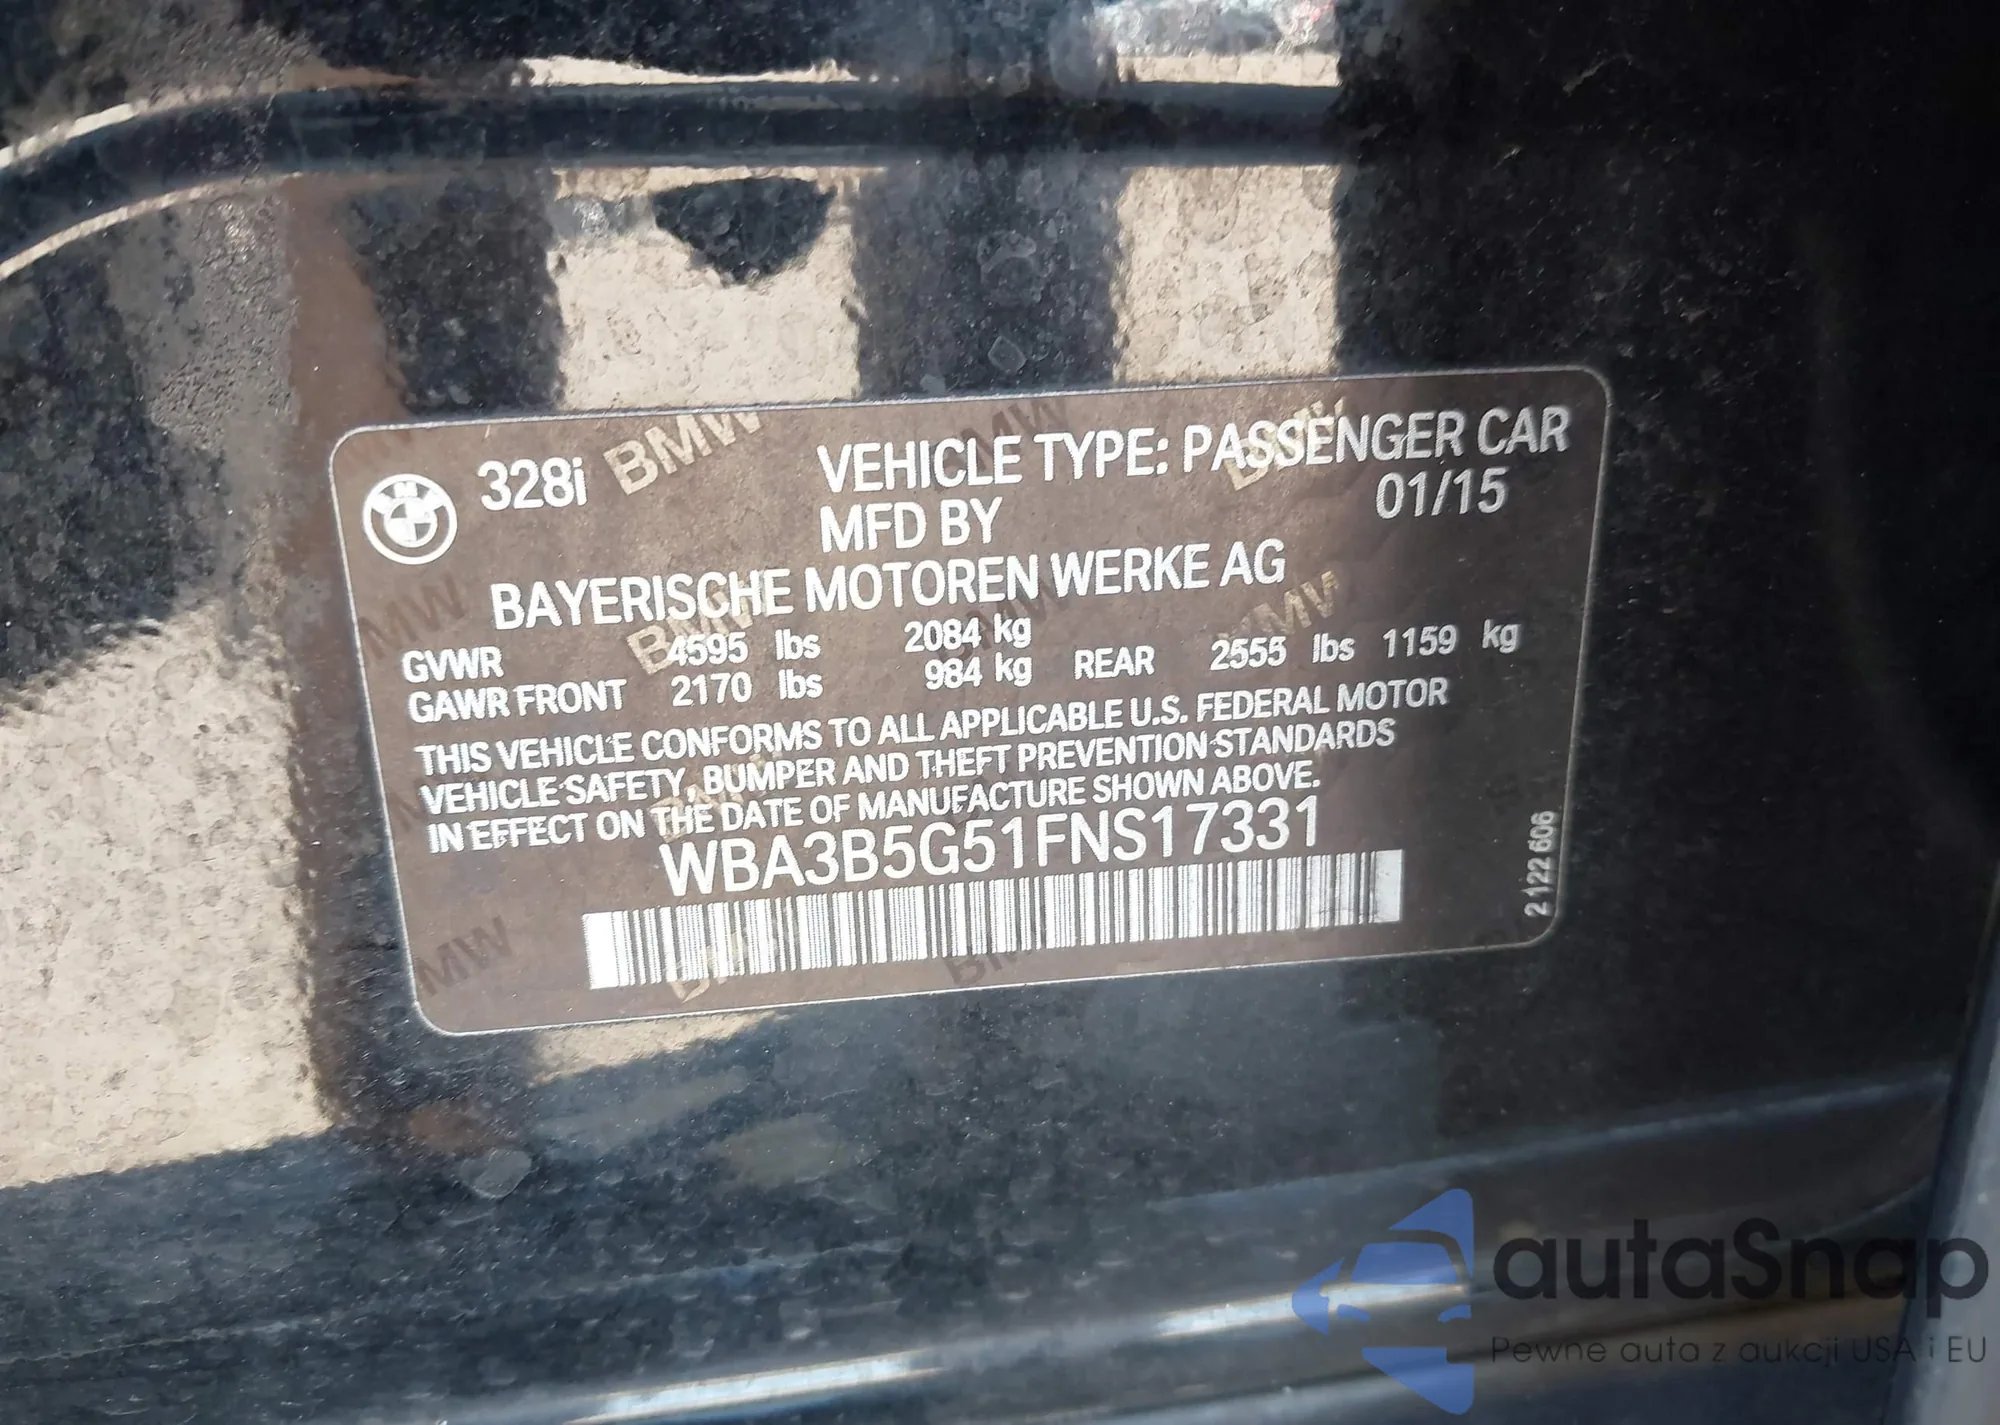 328i
VEHICLE TYPE: PASSENGER CAR
MFD BY 01/15
BAYERISCHE MOTOREN WERKE AG
GVWR 4595 lbs 2084 kg
GAWR FRONT 2170 lbs 984 kg REAR 2555 lbs 1159 kg
THIS VEHICLE CONFORMS TO ALL APPLICABLE U.S. FEDERAL MOTOR
VEHICLE SAFETY, BUMPER AND THEFT PREVENTION STANDARDS
IN EFFECT ON THE DATE OF MANUFACTURE SHOWN ABOVE.
WBA3B5G51FNS17331
2 122 606
autaSnap
Pewne auta z aukcji USA i EU